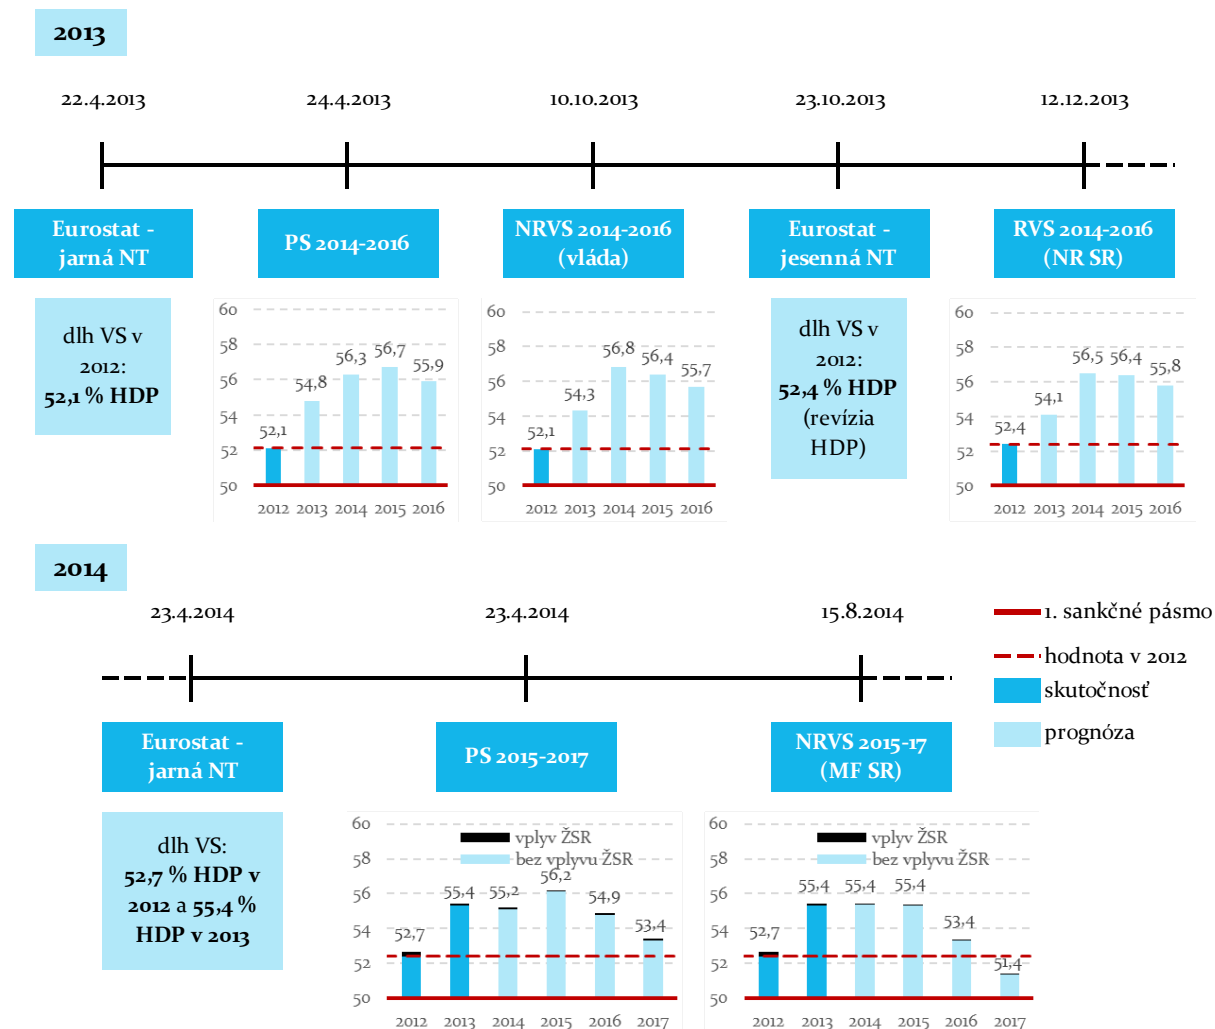 2013
22.4.2013
24.4.2013
10.10.2013
23.10.2013
12.12.2013
Eurostat -
jarná NT
PS 2014-2016
NRVS 2014-2016
(vláda)
Eurostat -
jesenná NT
RVS 2014-2016
(NR SR)
dlh VS v
2012:
52,1 % HDP
60
58
56
54
52
50
52,1
54,8
56,3
56,7
55,9
2012 2013 2014 2015 2016
60
58
56
54
52
50
52,1
54,3
56,8
56,4
55,7
2012 2013 2014 2015 2016
dlh VS v
2012:
52,4 % HDP
(revízia
HDP)
60
58
56
54
52
50
52,4
54,1
56,5
56,4
55,8
2012 2013 2014 2015 2016
2014
23.4.2014
23.4.2014
15.8.2014
1. sankčné pásmo
hodnota v 2012
skutočnosť
prognóza
Eurostat -
jarná NT
PS 2015-2017
NRVS 2015-17
(MF SR)
dlh VS:
52,7 % HDP v
2012 a 55,4 %
HDP v 2013
60
58
56
54
52
50
vplyv ŽSR
bez vplyvu ŽSR
52,7
55,4
55,2
56,2
54,9
53,4
2012 2013 2014 2015 2016 2017
60
58
56
54
52
50
vplyv ŽSR
bez vplyvu ŽSR
52,7
55,4
55,4
55,4
53,4
51,4
2012 2013 2014 2015 2016 2017